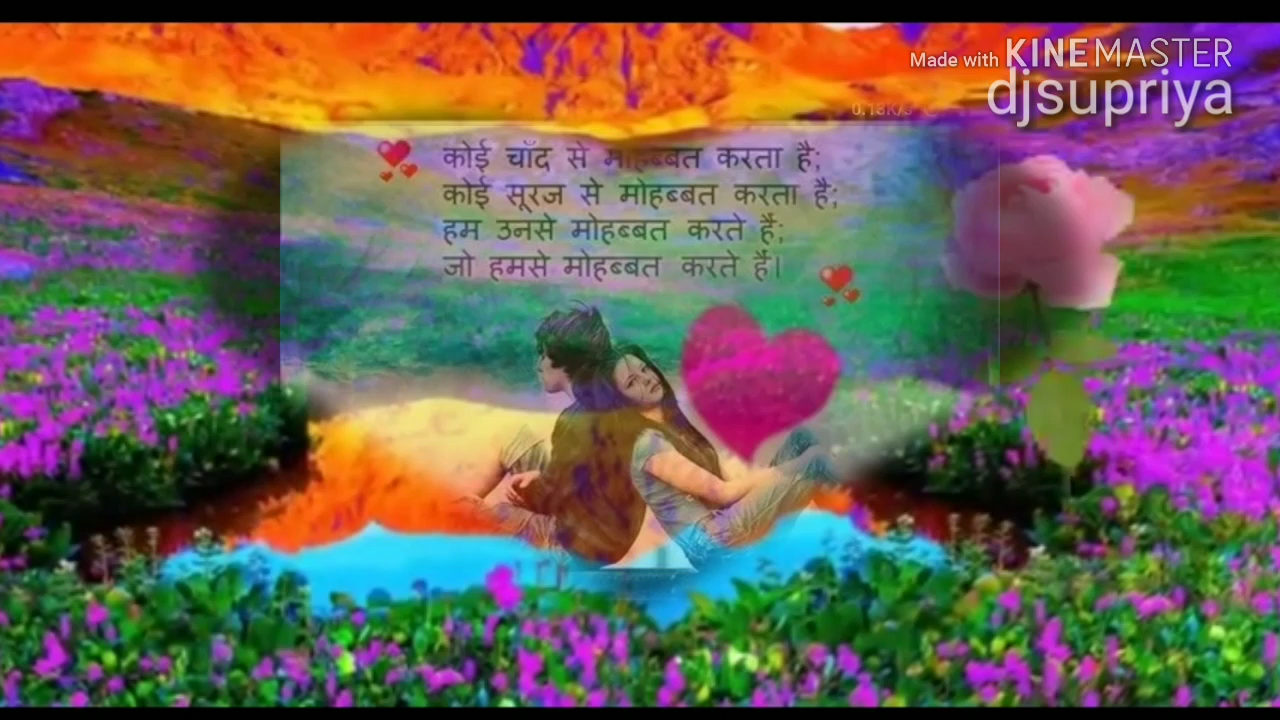 Made with KINEMASTER
djsupriya
कोई चाँद से मोहब्बत करता है;
कोई सूरज से मोहब्बत करता है;
हम उनसे मोहब्बत करते हैं;
जो हमसे मोहब्बत करते हैं।